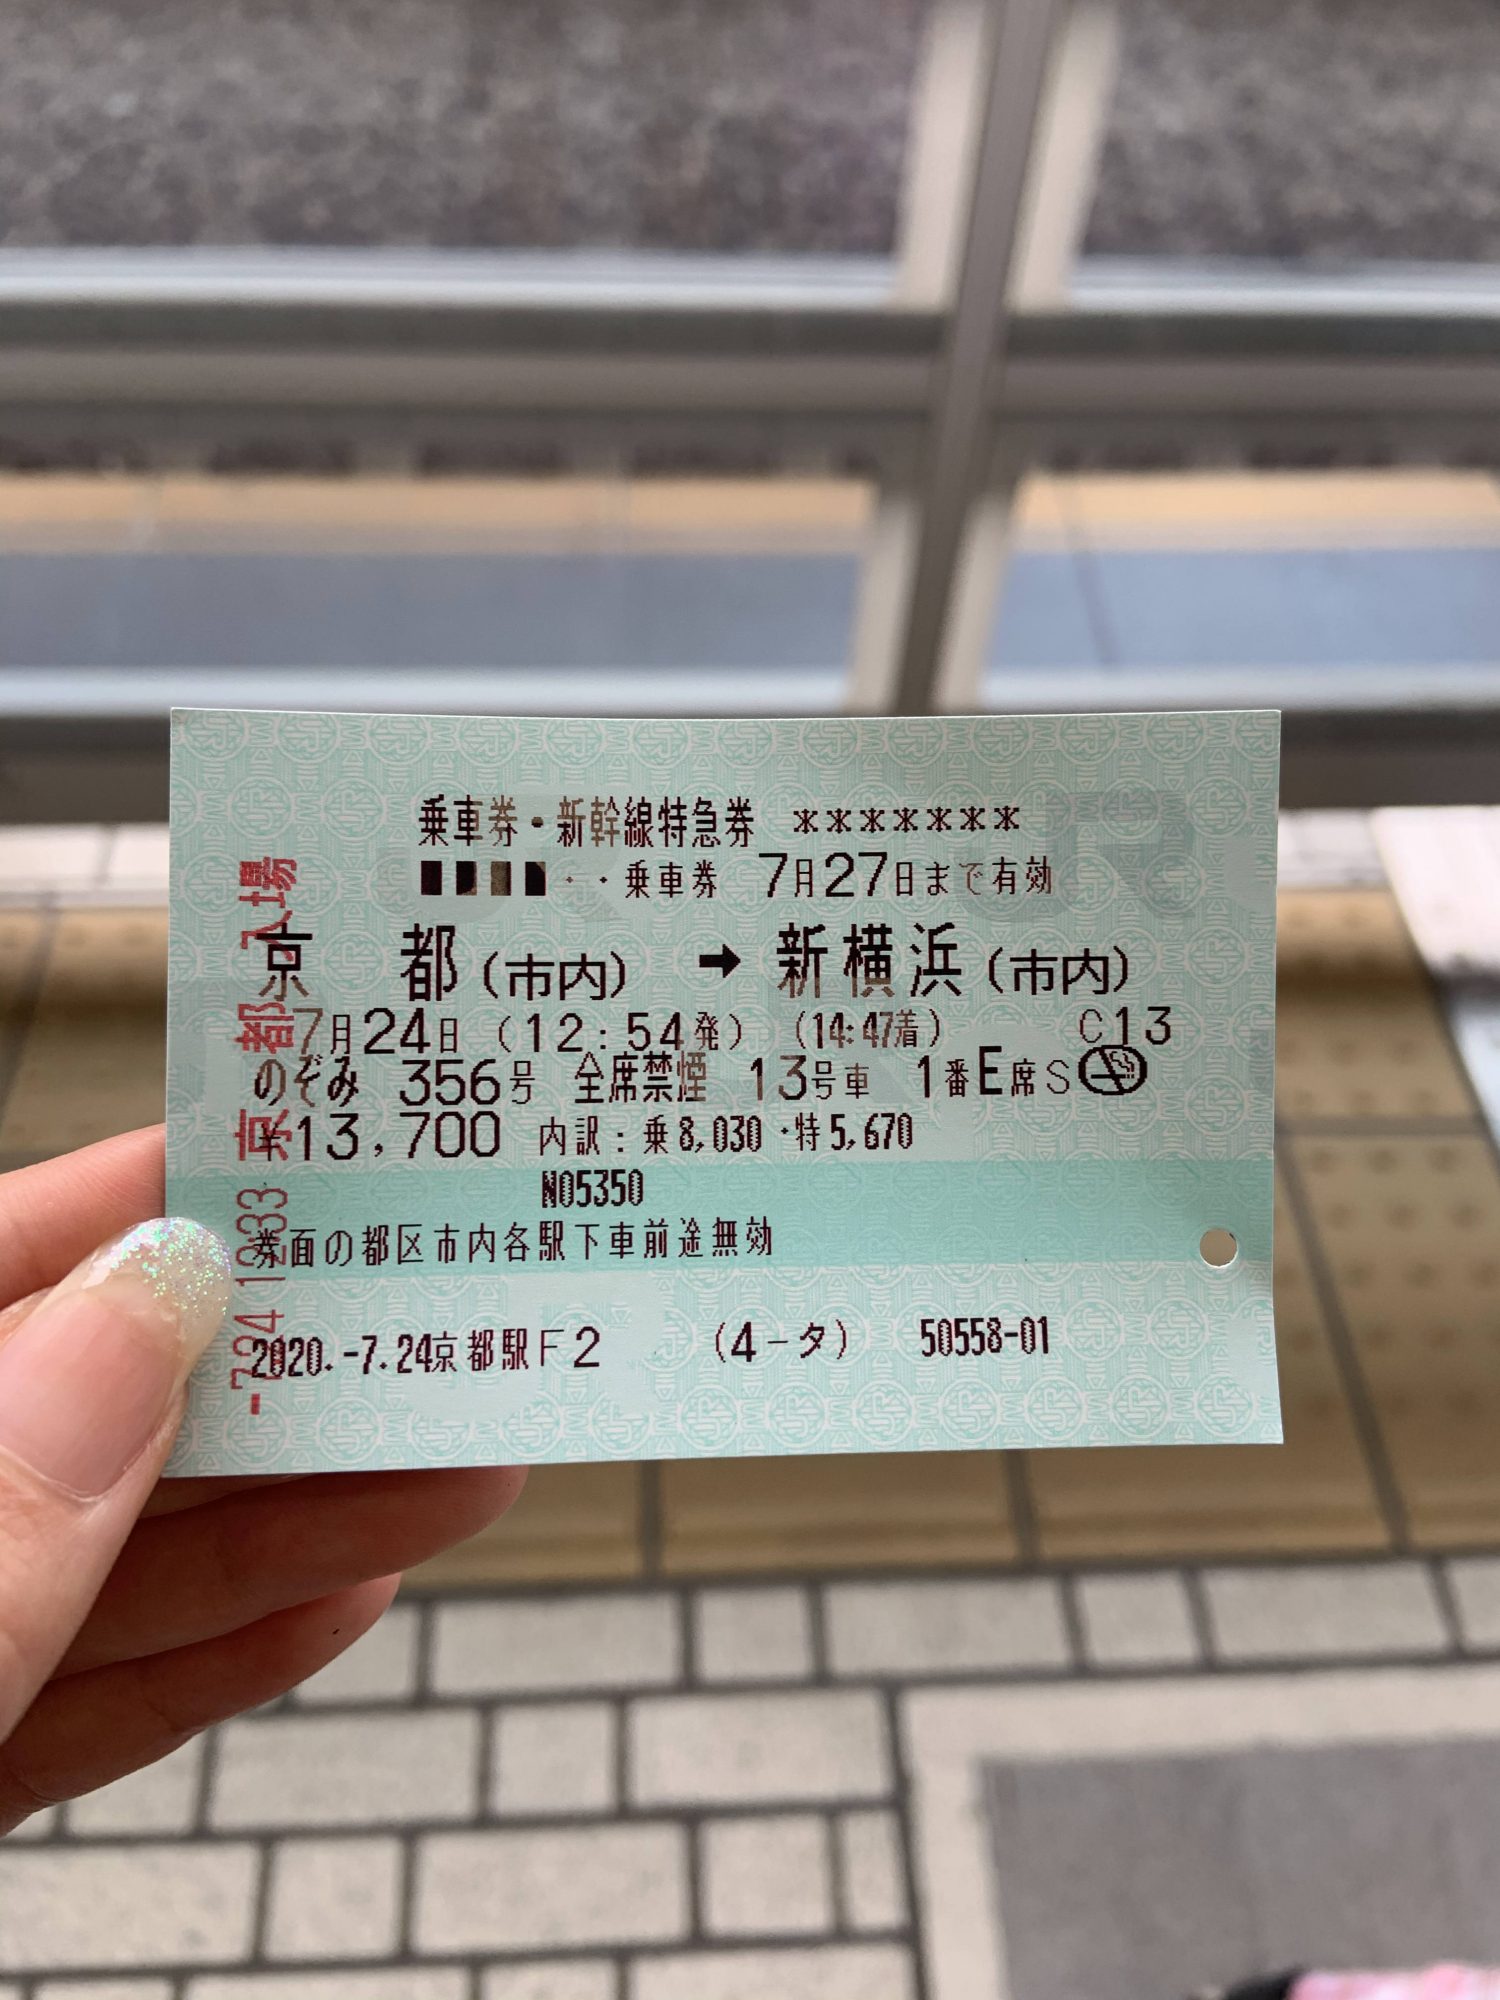 乗車券・新幹線特急券 *******
■■■■・・乗車券 7月27日まで有効
京都(市内) ➡ 新横浜(市内)
7月24日 (12:54発) (14:47着) C13
のぞみ 356号 全席禁煙 13号車 1番E席 S
¥13,700 内訳:乗8,030・特5,670
N05350
券面の都区市内各駅下車前途無効
2020.-7.24京都駅F2 (4-タ) 50558-01
-724 1233 京の都 入場